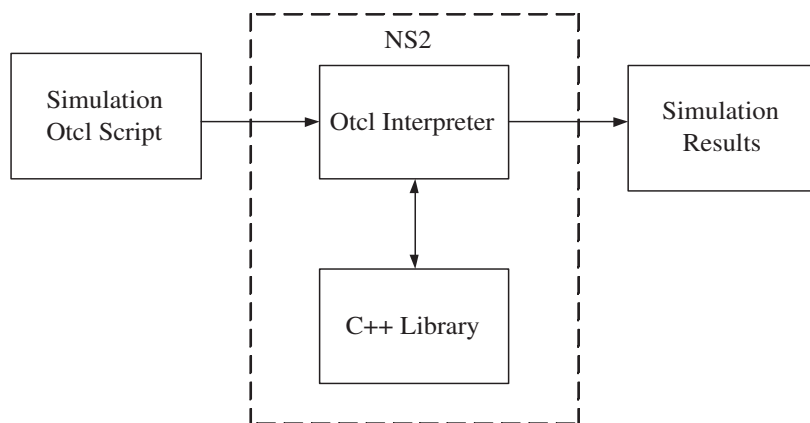 NS2
Simulation
Otcl Script
Otcl Interpreter
Simulation
Results
C++ Library